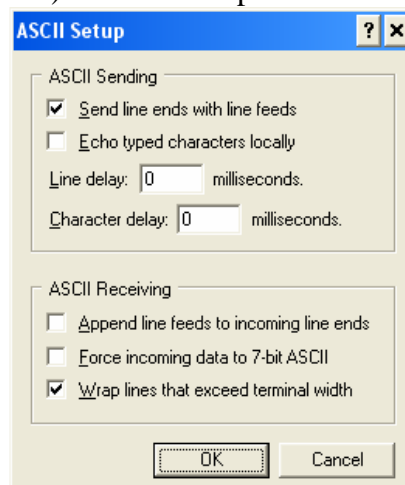 ASCII Setup ? ×
ASCII Sending
Send line ends with line feeds
Echo typed characters locally
Line delay: 0 milliseconds.
Character delay: 0 milliseconds.
ASCII Receiving
Append line feeds to incoming line ends
Force incoming data to 7-bit ASCII
Wrap lines that exceed terminal width
OK Cancel